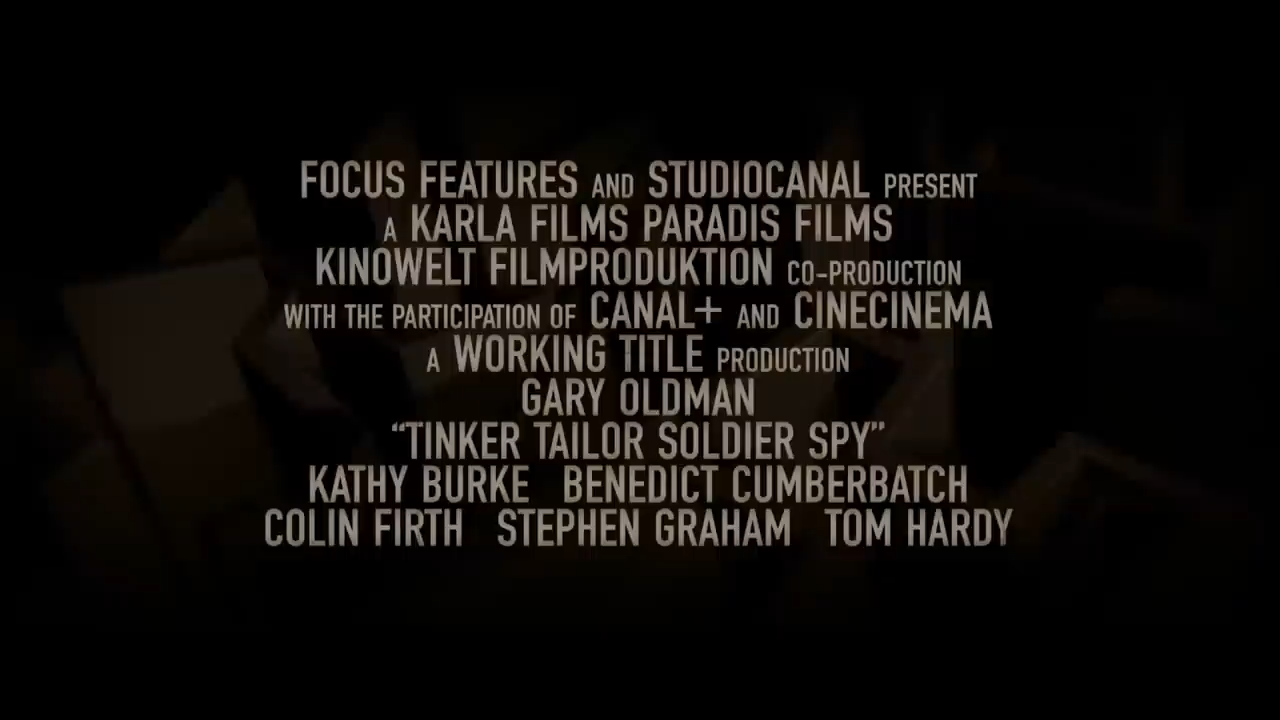 FOCUS FEATURES AND STUDIOCANAL PRESENT
A KARLA FILMS PARADIS FILMS
KINOWELT FILMPRODUKTION CO-PRODUCTION
WITH THE PARTICIPATION OF CANAL+ AND CINECINEMA
A WORKING TITLE PRODUCTION
GARY OLDMAN
“TINKER TAILOR SOLDIER SPY”
KATHY BURKE BENEDICT CUMBERBATCH
COLIN FIRTH STEPHEN GRAHAM TOM HARDY